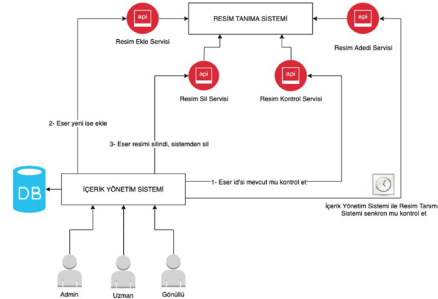 api
RESİM TANIMA SİSTEMİ
api
Resim Ekle Servisi
Resim Adedi Servisi
api
api
Resim Sil Servisi
Resim Kontrol Servisi
2- Eser yeni ise ekle
3- Eser resimi silindi, sistemden sil
DB
İÇERİK YÖNETİM SİSTEMİ
1- Eser id'si mevcut mu kontrol et
İçerik Yönetim Sistemi ile Resim Tanıma
Sistemi senkron mu kontrol et
Admin
Uzman
Gönüllü